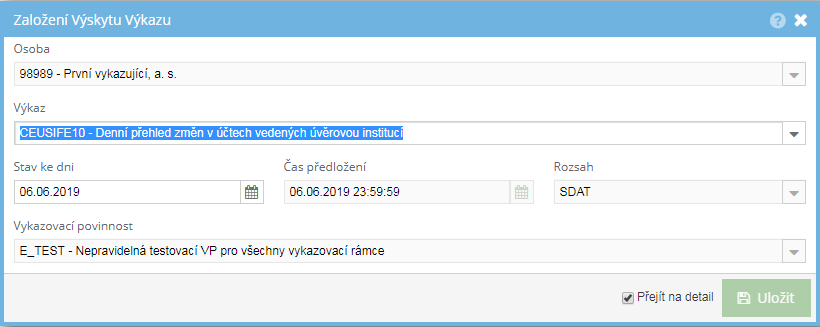 Založení Výskytu Výkazu
Osoba
98989 - První vykazující, a. s.
Výkaz
CEUSIFE10 - Denní přehled změn v účtech vedených úvěrovou institucí
Stav ke dni Čas předložení Rozsah
06.06.2019 06.06.2019 23:59:59 SDAT
Vykazovací povinnost
E_TEST - Nepravidelná testovací VP pro všechny vykazovací rámce
Přejít na detail Uložit